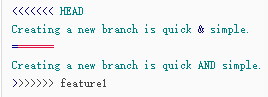 <<<<<<< HEAD
Creating a new branch is quick & simple.
=======
Creating a new branch is quick AND simple.
>>>>>>> feature1